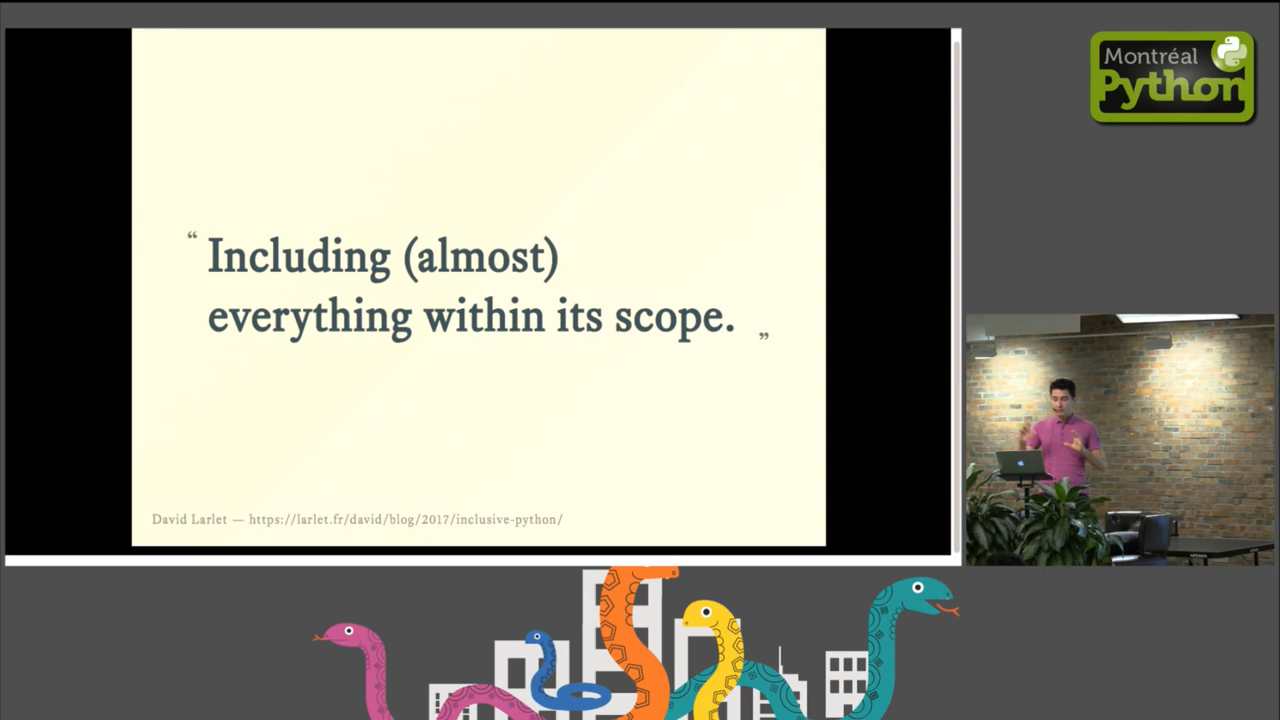 Montréal
Python
“ Including (almost)
everything within its scope. ”
David Larlet — https://larlet.fr/david/blog/2017/inclusive-python/